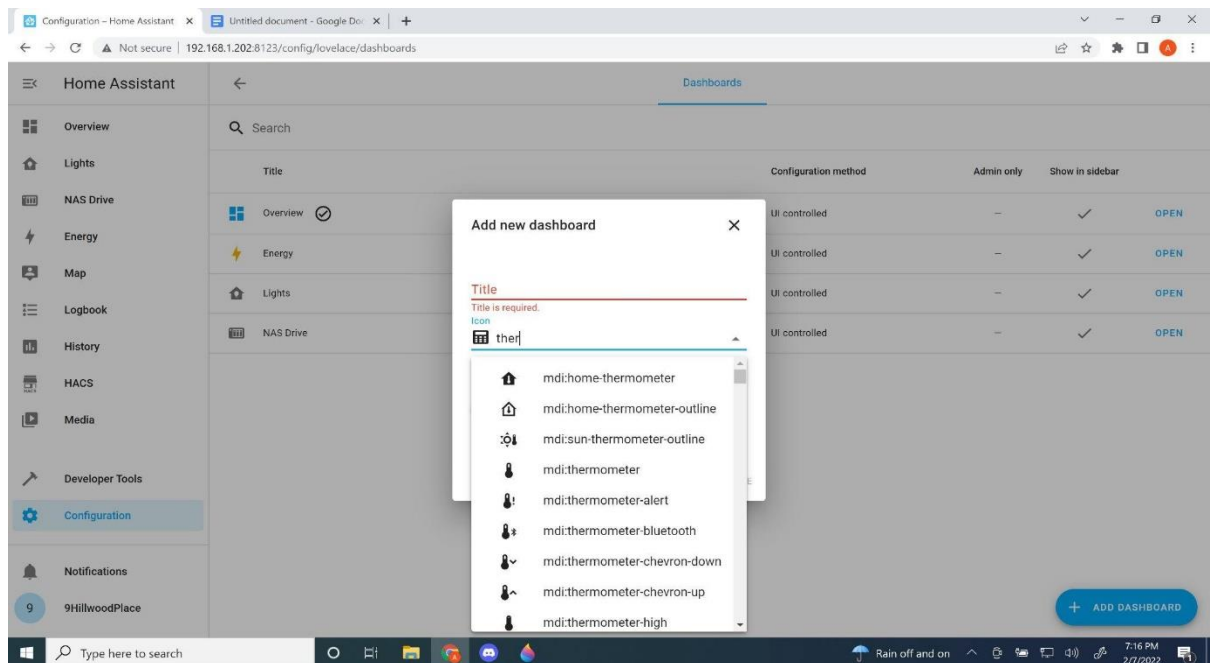 Configuration – Home Assistant
Untitled document - Google Doc
Not secure | 192.168.1.202:8123/config/lovelace/dashboards
A
Home Assistant
Dashboards
Overview
Lights
NAS Drive
Energy
Map
Logbook
History
HACS
Media
Developer Tools
Configuration
Notifications
9 9HillwoodPlace
Search
Title Configuration method Admin only Show in sidebar
Overview UI controlled – OPEN
Energy UI controlled – OPEN
Lights UI controlled – OPEN
NAS Drive UI controlled – OPEN
Add new dashboard
Title
Title is required.
Icon
ther
mdi:home-thermometer
mdi:home-thermometer-outline
mdi:sun-thermometer-outline
mdi:thermometer
mdi:thermometer-alert
mdi:thermometer-bluetooth
mdi:thermometer-chevron-down
mdi:thermometer-chevron-up
mdi:thermometer-high
+ ADD DASHBOARD
Type here to search
Rain off and on
7:16 PM
2/7/2022